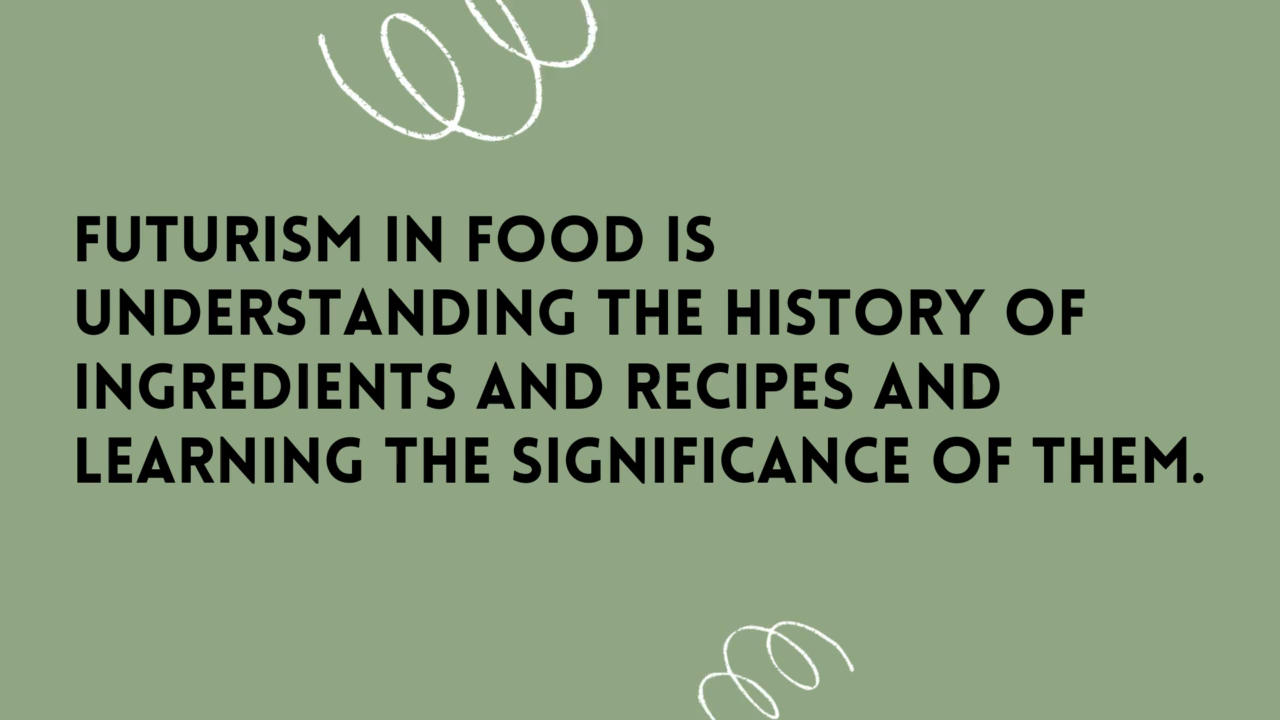 FUTURISM IN FOOD IS
UNDERSTANDING THE HISTORY OF
INGREDIENTS AND RECIPES AND
LEARNING THE SIGNIFICANCE OF THEM.